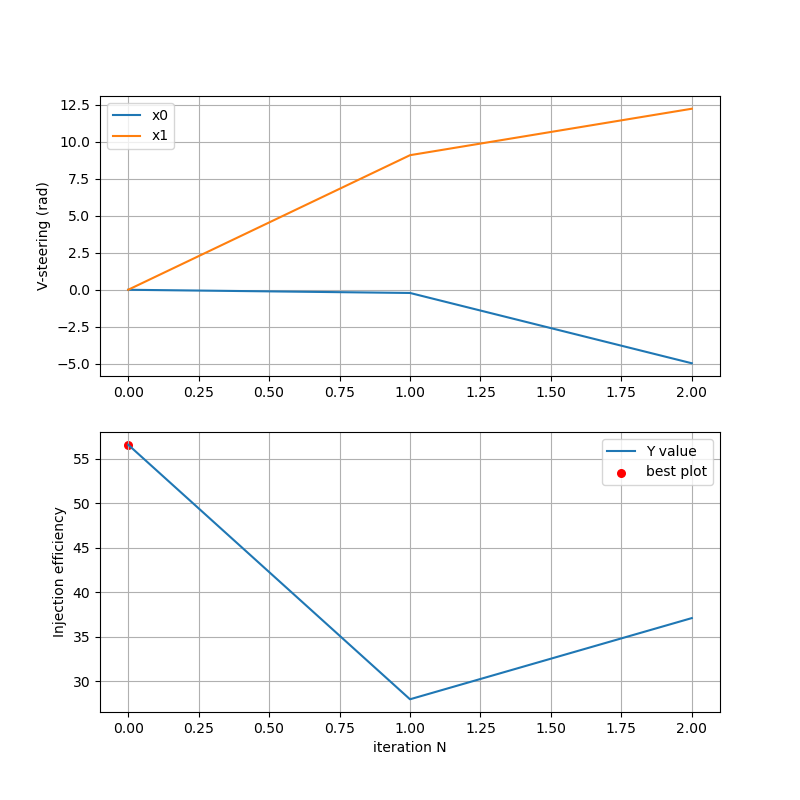 12.5
10.0
7.5
5.0
2.5
0.0
−2.5
−5.0
V-steering (rad)
x0
x1
0.00 0.25 0.50 0.75 1.00 1.25 1.50 1.75 2.00
55
50
45
40
35
30
Injection efficiency
Y value
best plot
0.00 0.25 0.50 0.75 1.00 1.25 1.50 1.75 2.00
iteration N